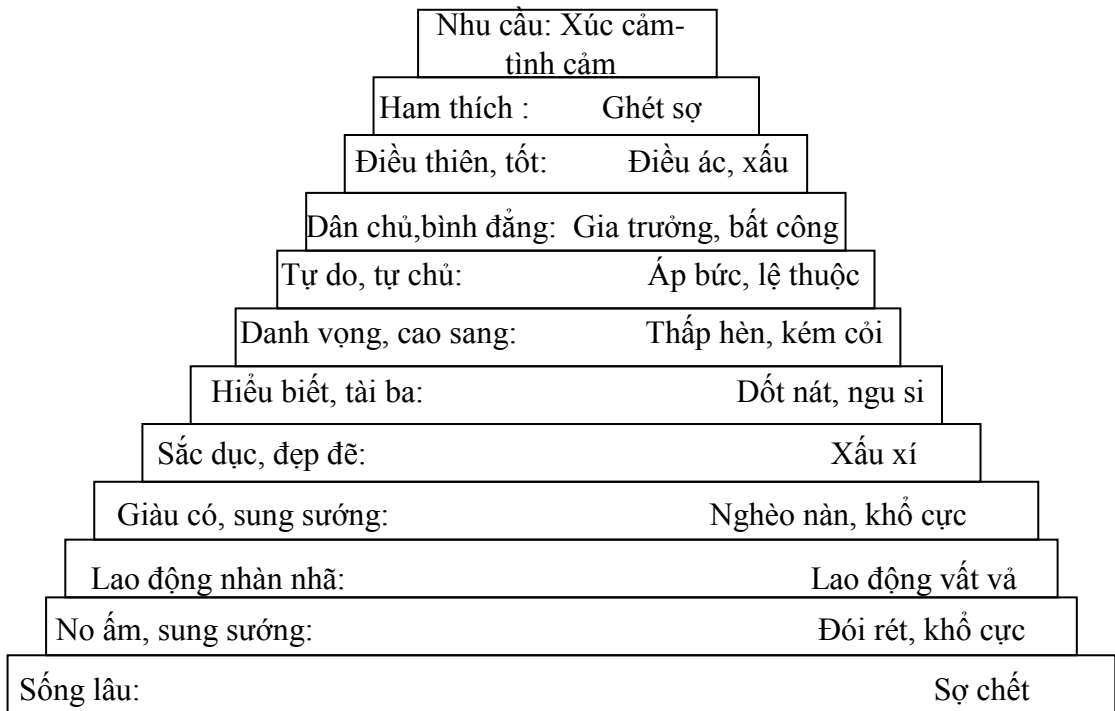 Nhu cầu: Xúc cảm-
tình cảm
Ham thích : Ghét sợ
Điều thiên, tốt: Điều ác, xấu
Dân chủ,bình đẳng: Gia trưởng, bất công
Tự do, tự chủ: Áp bức, lệ thuộc
Danh vọng, cao sang: Thấp hèn, kém cỏi
Hiểu biết, tài ba: Dốt nát, ngu si
Sắc dục, đẹp đẽ: Xấu xí
Giàu có, sung sướng: Nghèo nàn, khổ cực
Lao động nhàn nhã: Lao động vất vả
No ấm, sung sướng: Đói rét, khổ cực
Sống lâu: Sợ chết